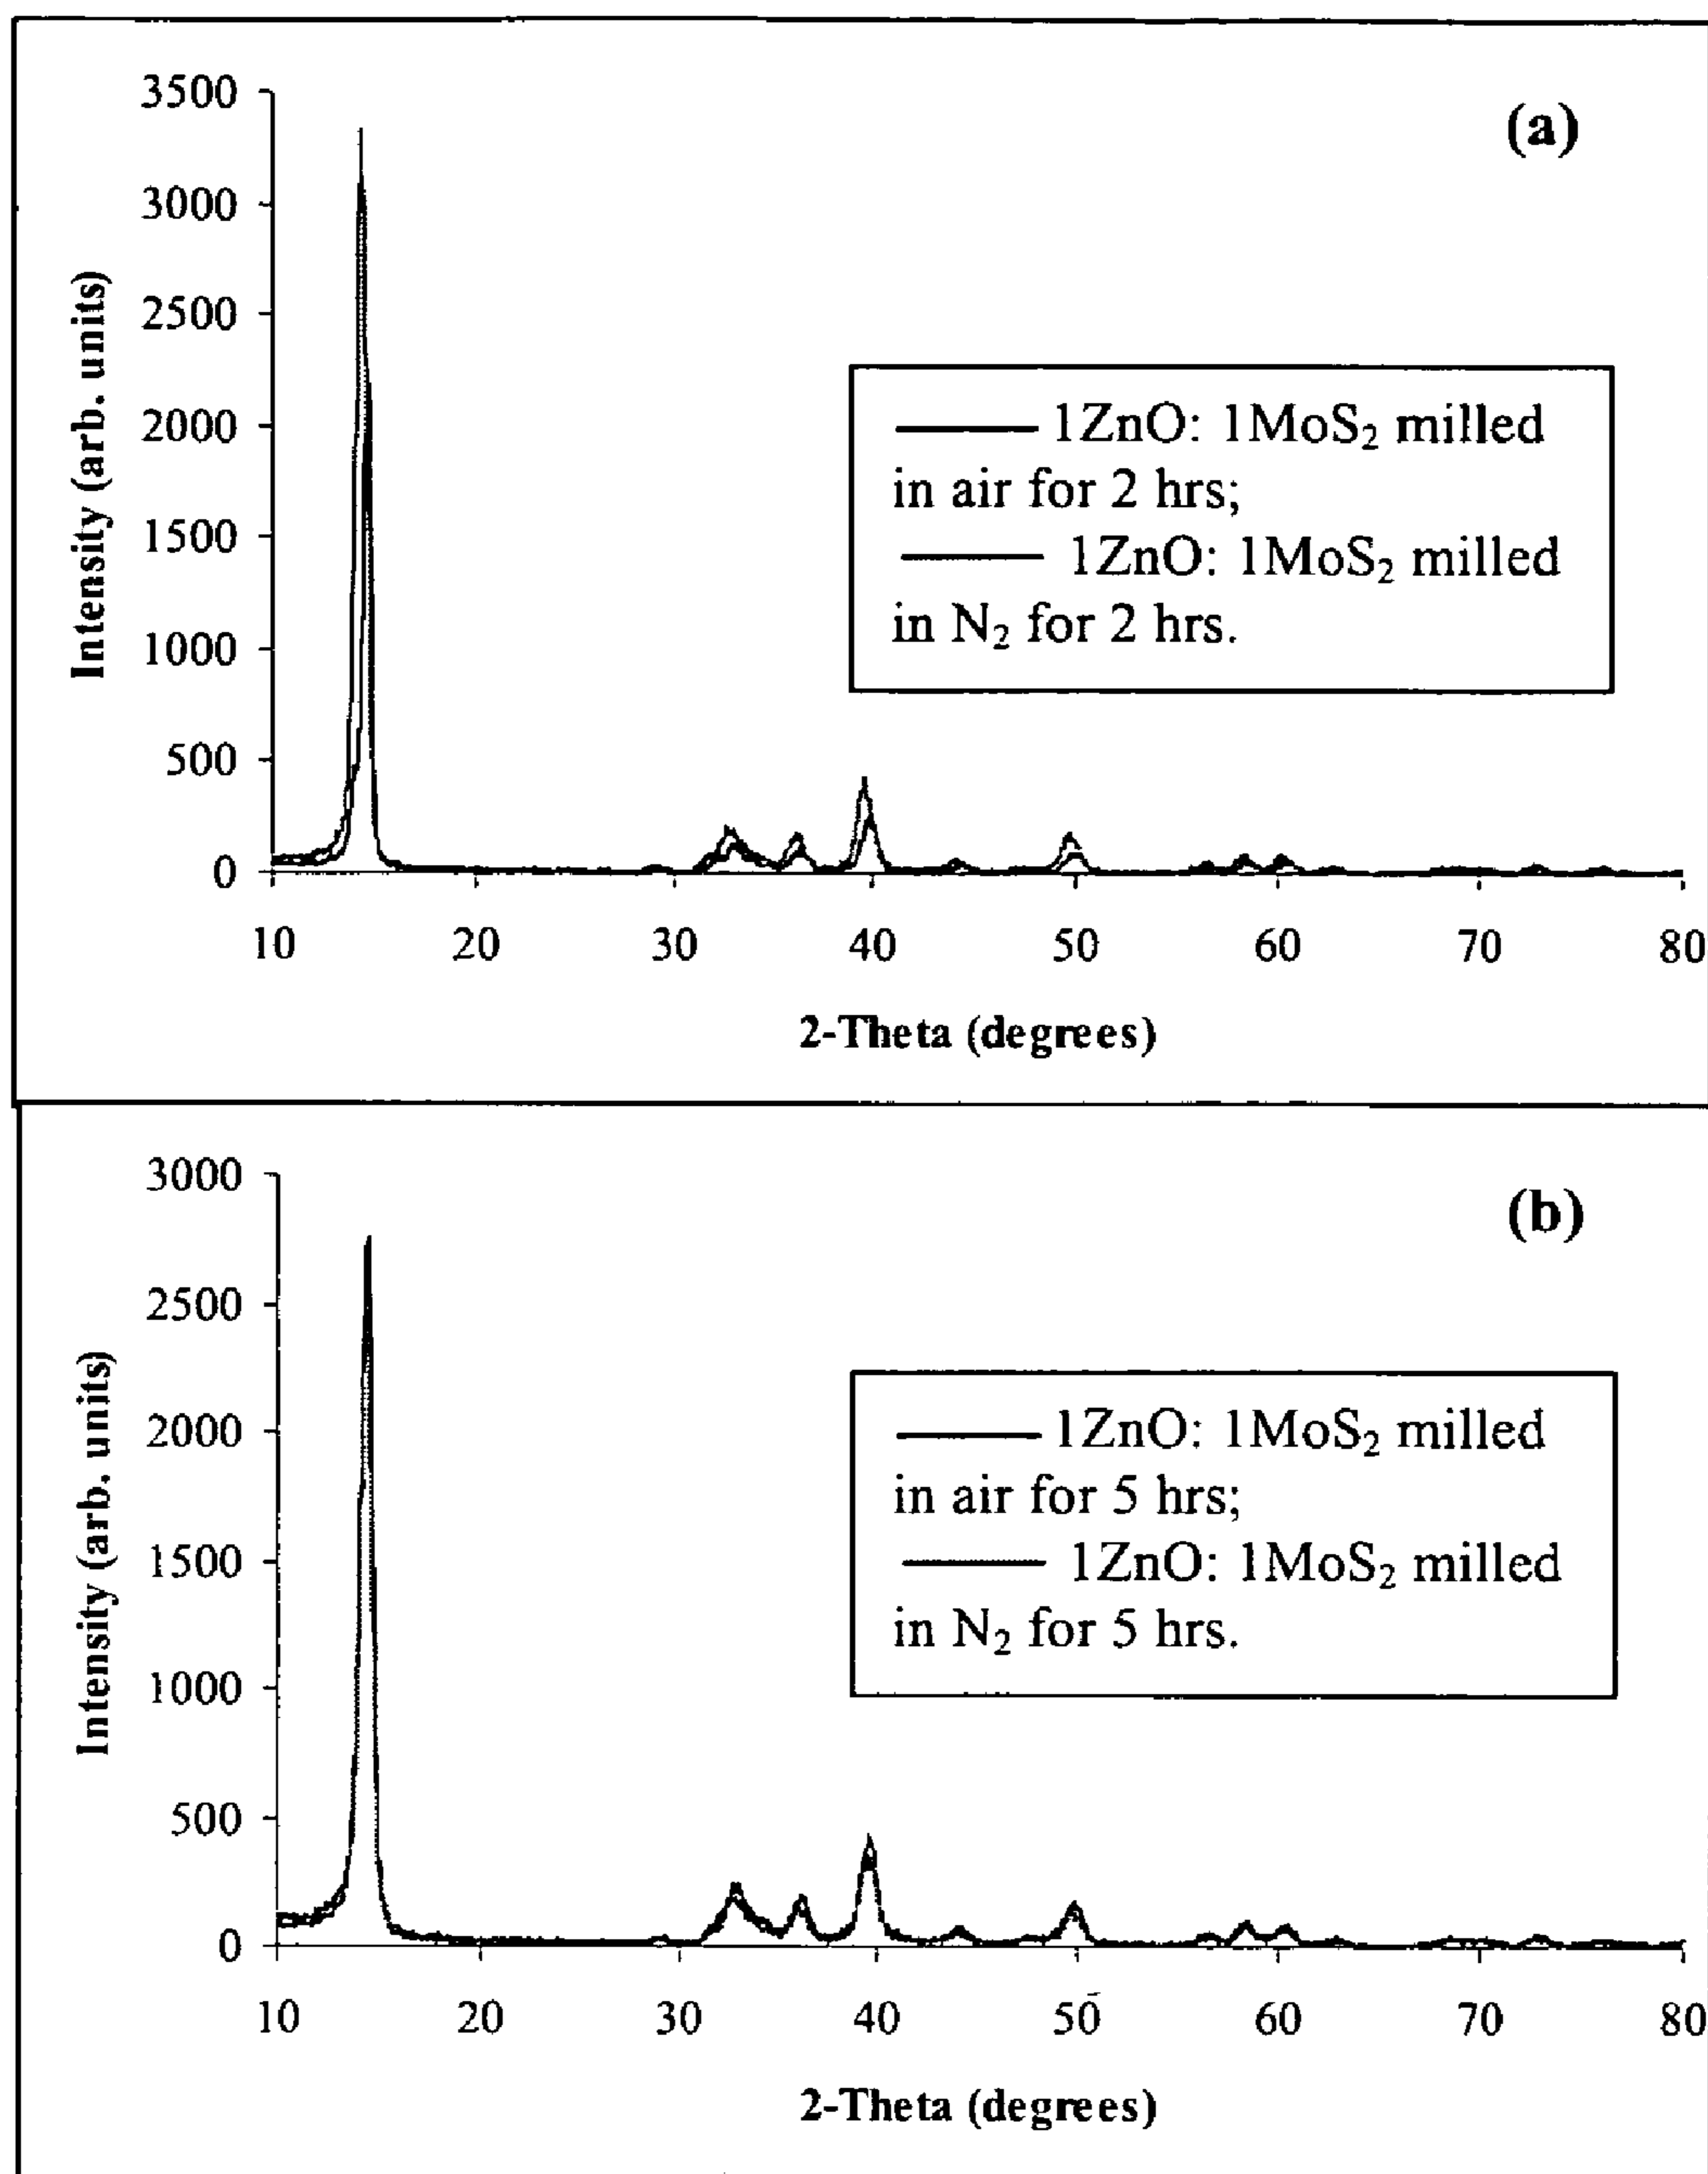 (a)
3500
3000
2500
2000
1500
1000
500
0
Intensity (arb. units)
1ZnO: 1MoS₂ milled
in air for 2 hrs;
1ZnO: 1MoS₂ milled
in N₂ for 2 hrs.
10 20 30 40 50 60 70 80
2-Theta (degrees)
(b)
3000
2500
2000
1500
1000
500
0
Intensity (arb. units)
1ZnO: 1MoS₂ milled
in air for 5 hrs;
1ZnO: 1MoS₂ milled
in N₂ for 5 hrs.
10 20 30 40 50 60 70 80
2-Theta (degrees)